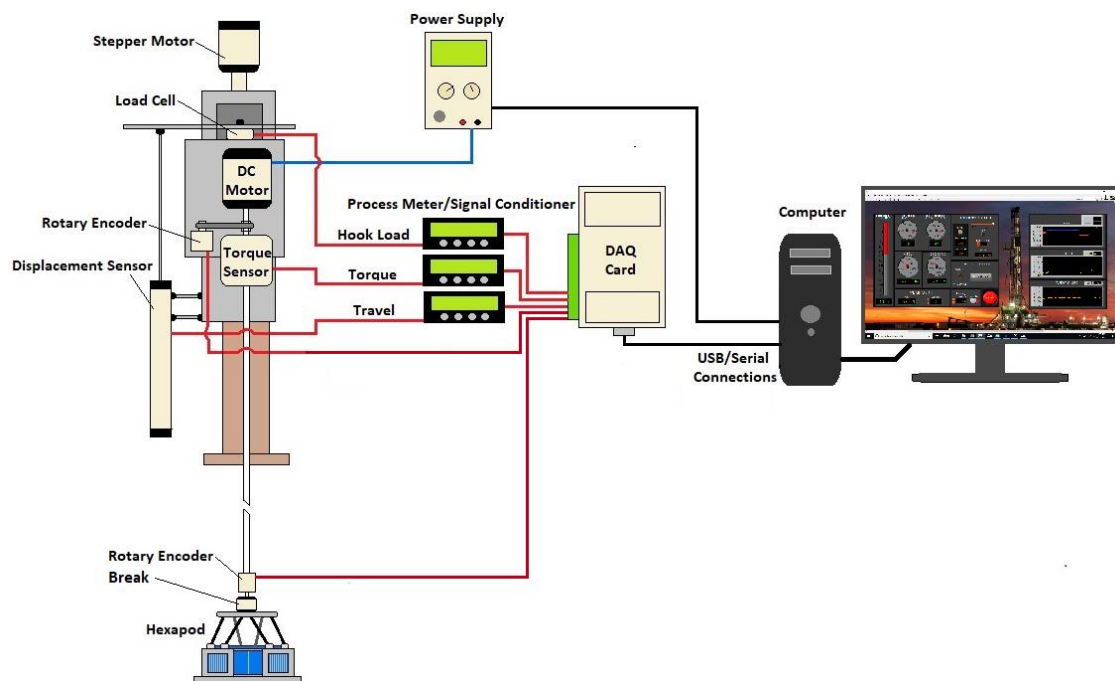 Power Supply
Stepper Motor
Load Cell
DC
Motor
Rotary Encoder
Process Meter/Signal Conditioner
Hook Load
DAQ
Card
Computer
Displacement Sensor
Torque
Sensor
Torque
Travel
USB/Serial
Connections
Rotary Encoder
Break
Hexapod